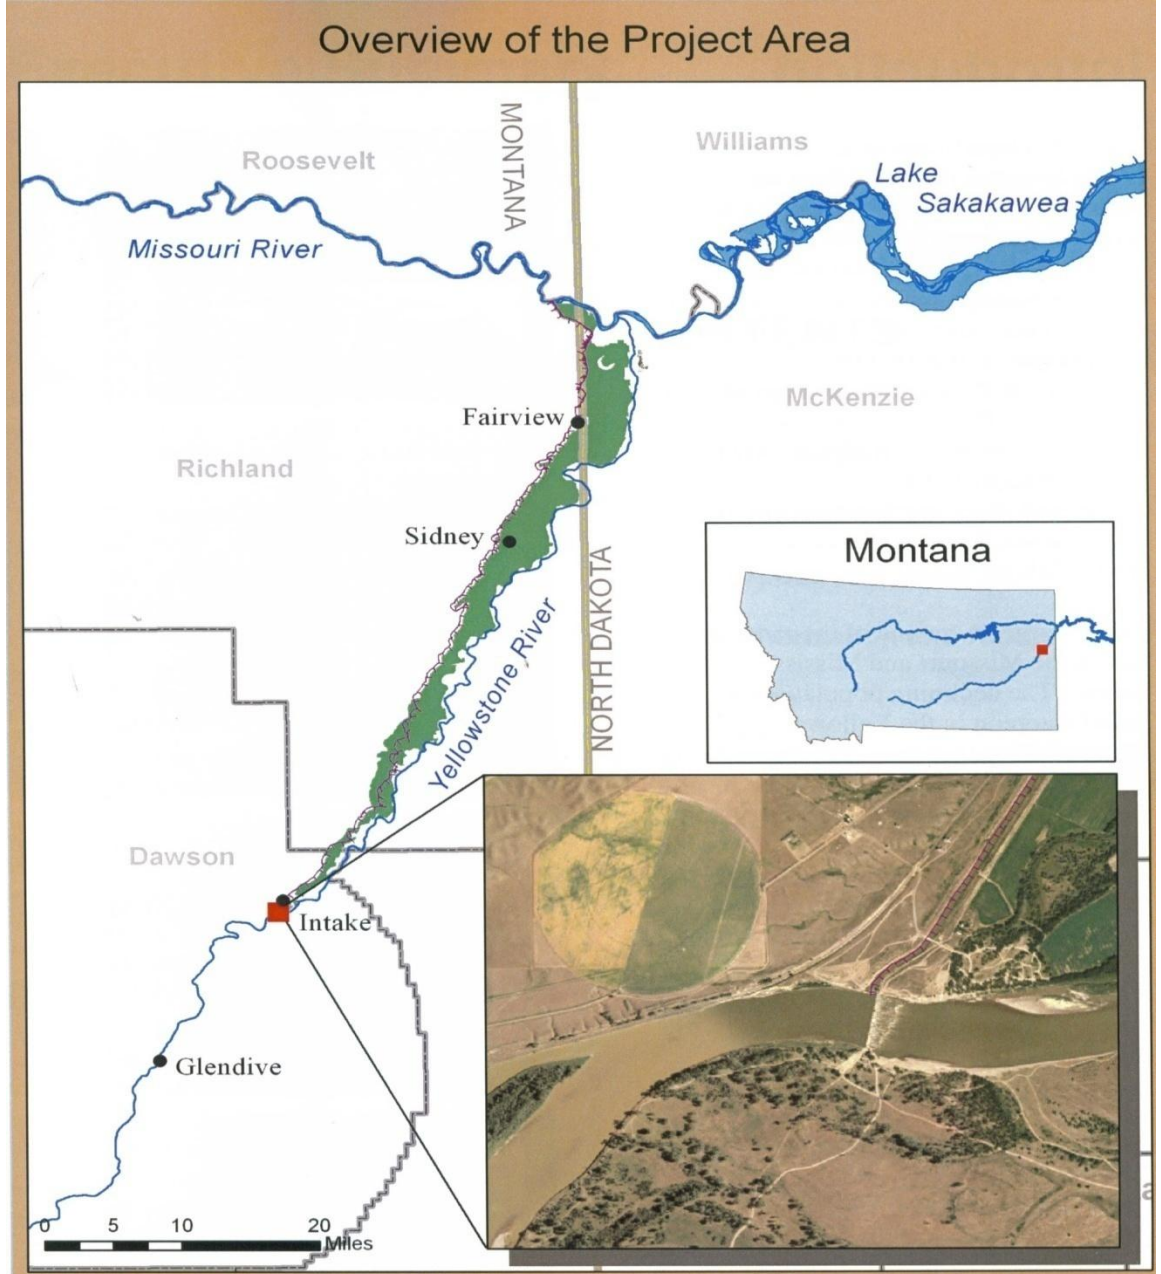 Overview of the Project Area
MONTANA
Williams
Roosevelt
Lake
Sakakawea
Missouri River
McKenzie
Fairview
Richland
Sidney
NORTH DAKOTA
Montana
Yellowstone River
Dawson
Intake
Glendive
0 5 10 20
Miles